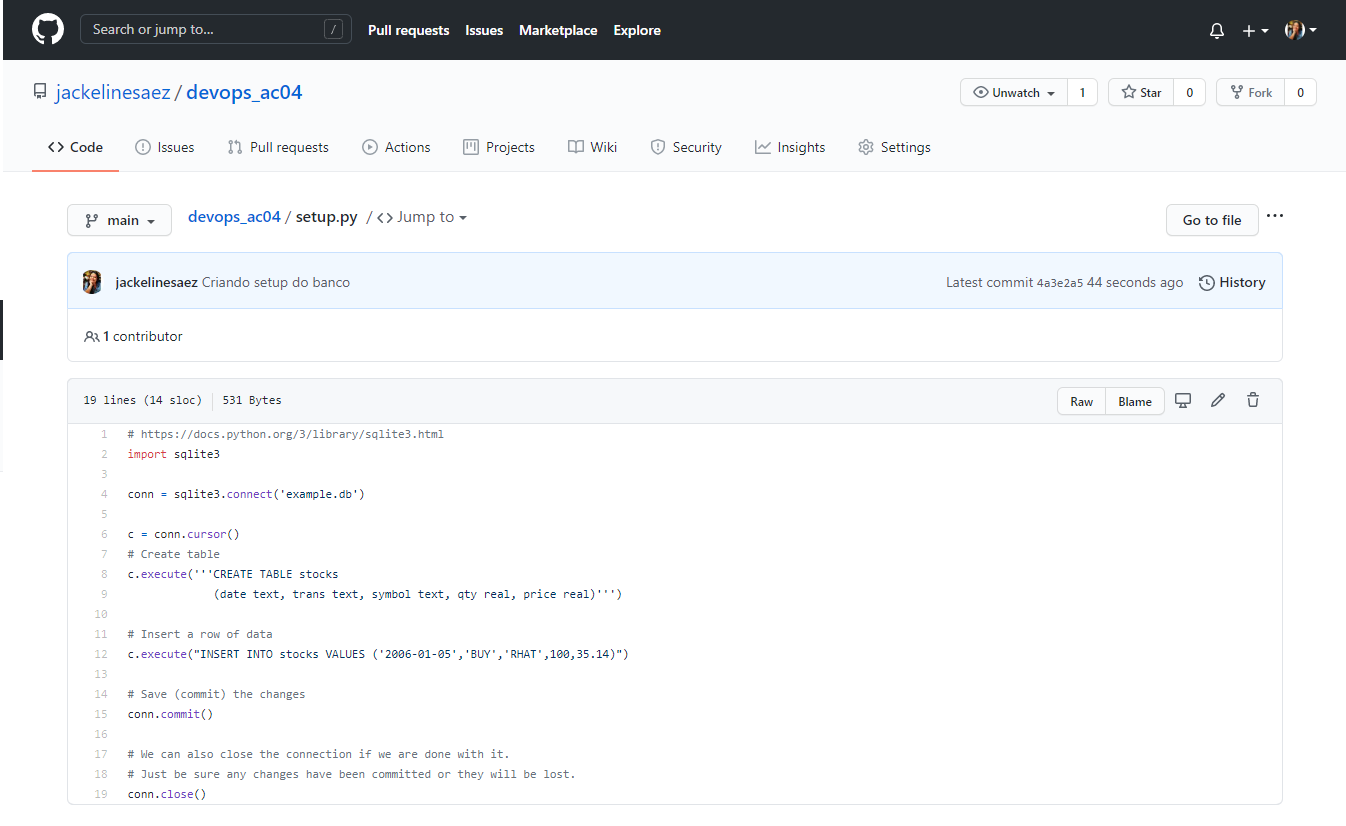 Search or jump to... / Pull requests Issues Marketplace Explore
jackelinesaez / devops_ac04 Unwatch 1 Star 0 Fork 0
<> Code Issues Pull requests Actions Projects Wiki Security Insights Settings
main devops_ac04 / setup.py / <> Jump to Go to file ...
jackelinesaez Criando setup do banco Latest commit 4a3e2a5 44 seconds ago History
1 contributor
19 lines (14 sloc) 531 Bytes Raw Blame
1 # https://docs.python.org/3/library/sqlite3.html
2 import sqlite3
3
4 conn = sqlite3.connect('example.db')
5
6 c = conn.cursor()
7 # Create table
8 c.execute('''CREATE TABLE stocks
9 (date text, trans text, symbol text, qty real, price real)''')
10
11 # Insert a row of data
12 c.execute("INSERT INTO stocks VALUES ('2006-01-05','BUY','RHAT',100,35.14)")
13
14 # Save (commit) the changes
15 conn.commit()
16
17 # We can also close the connection if we are done with it.
18 # Just be sure any changes have been committed or they will be lost.
19 conn.close()